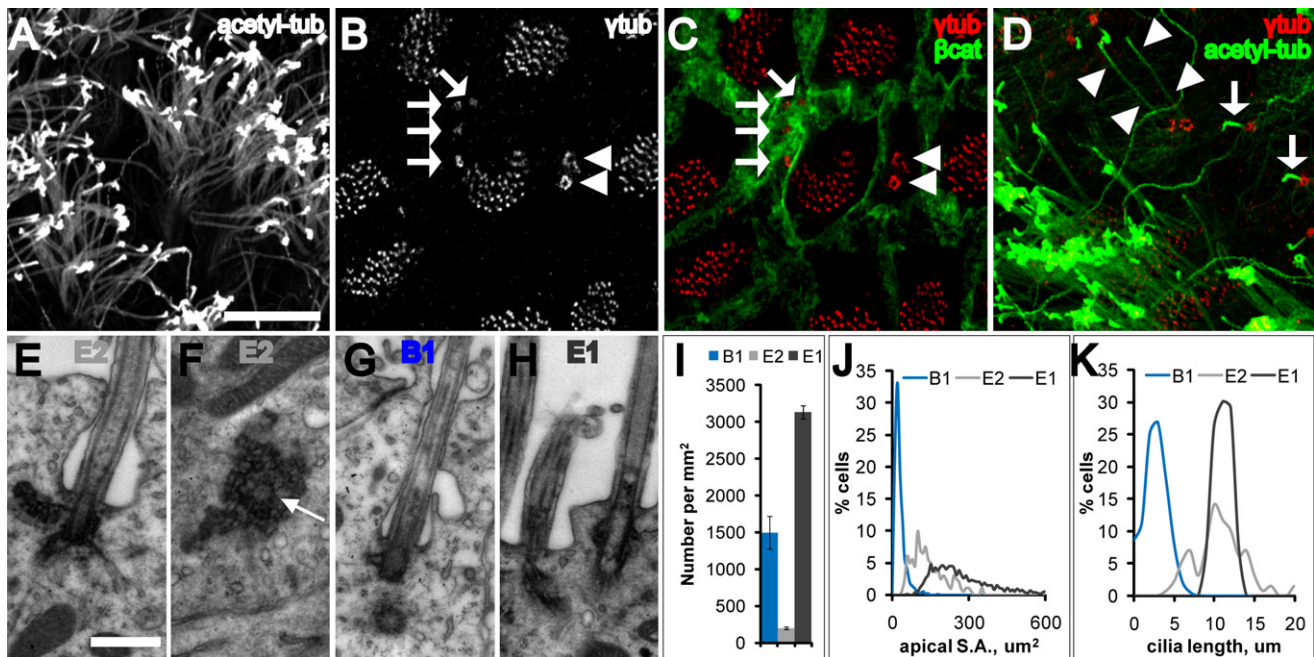 A
acetyl-tub
B
γtub
C
γtub
βcat
D
γtub
acetyl-tub
E
E2
F
E2
G
B1
H
E1
I
B1 E2 E1
Number per mm²
3500
3000
2500
2000
1500
1000
500
0
J
B1 E2 E1
% cells
35
30
25
20
15
10
5
0
0 300 600
apical S.A., um²
K
B1 E2 E1
% cells
35
30
25
20
15
10
5
0
0 5 10 15 20
cilia length, um